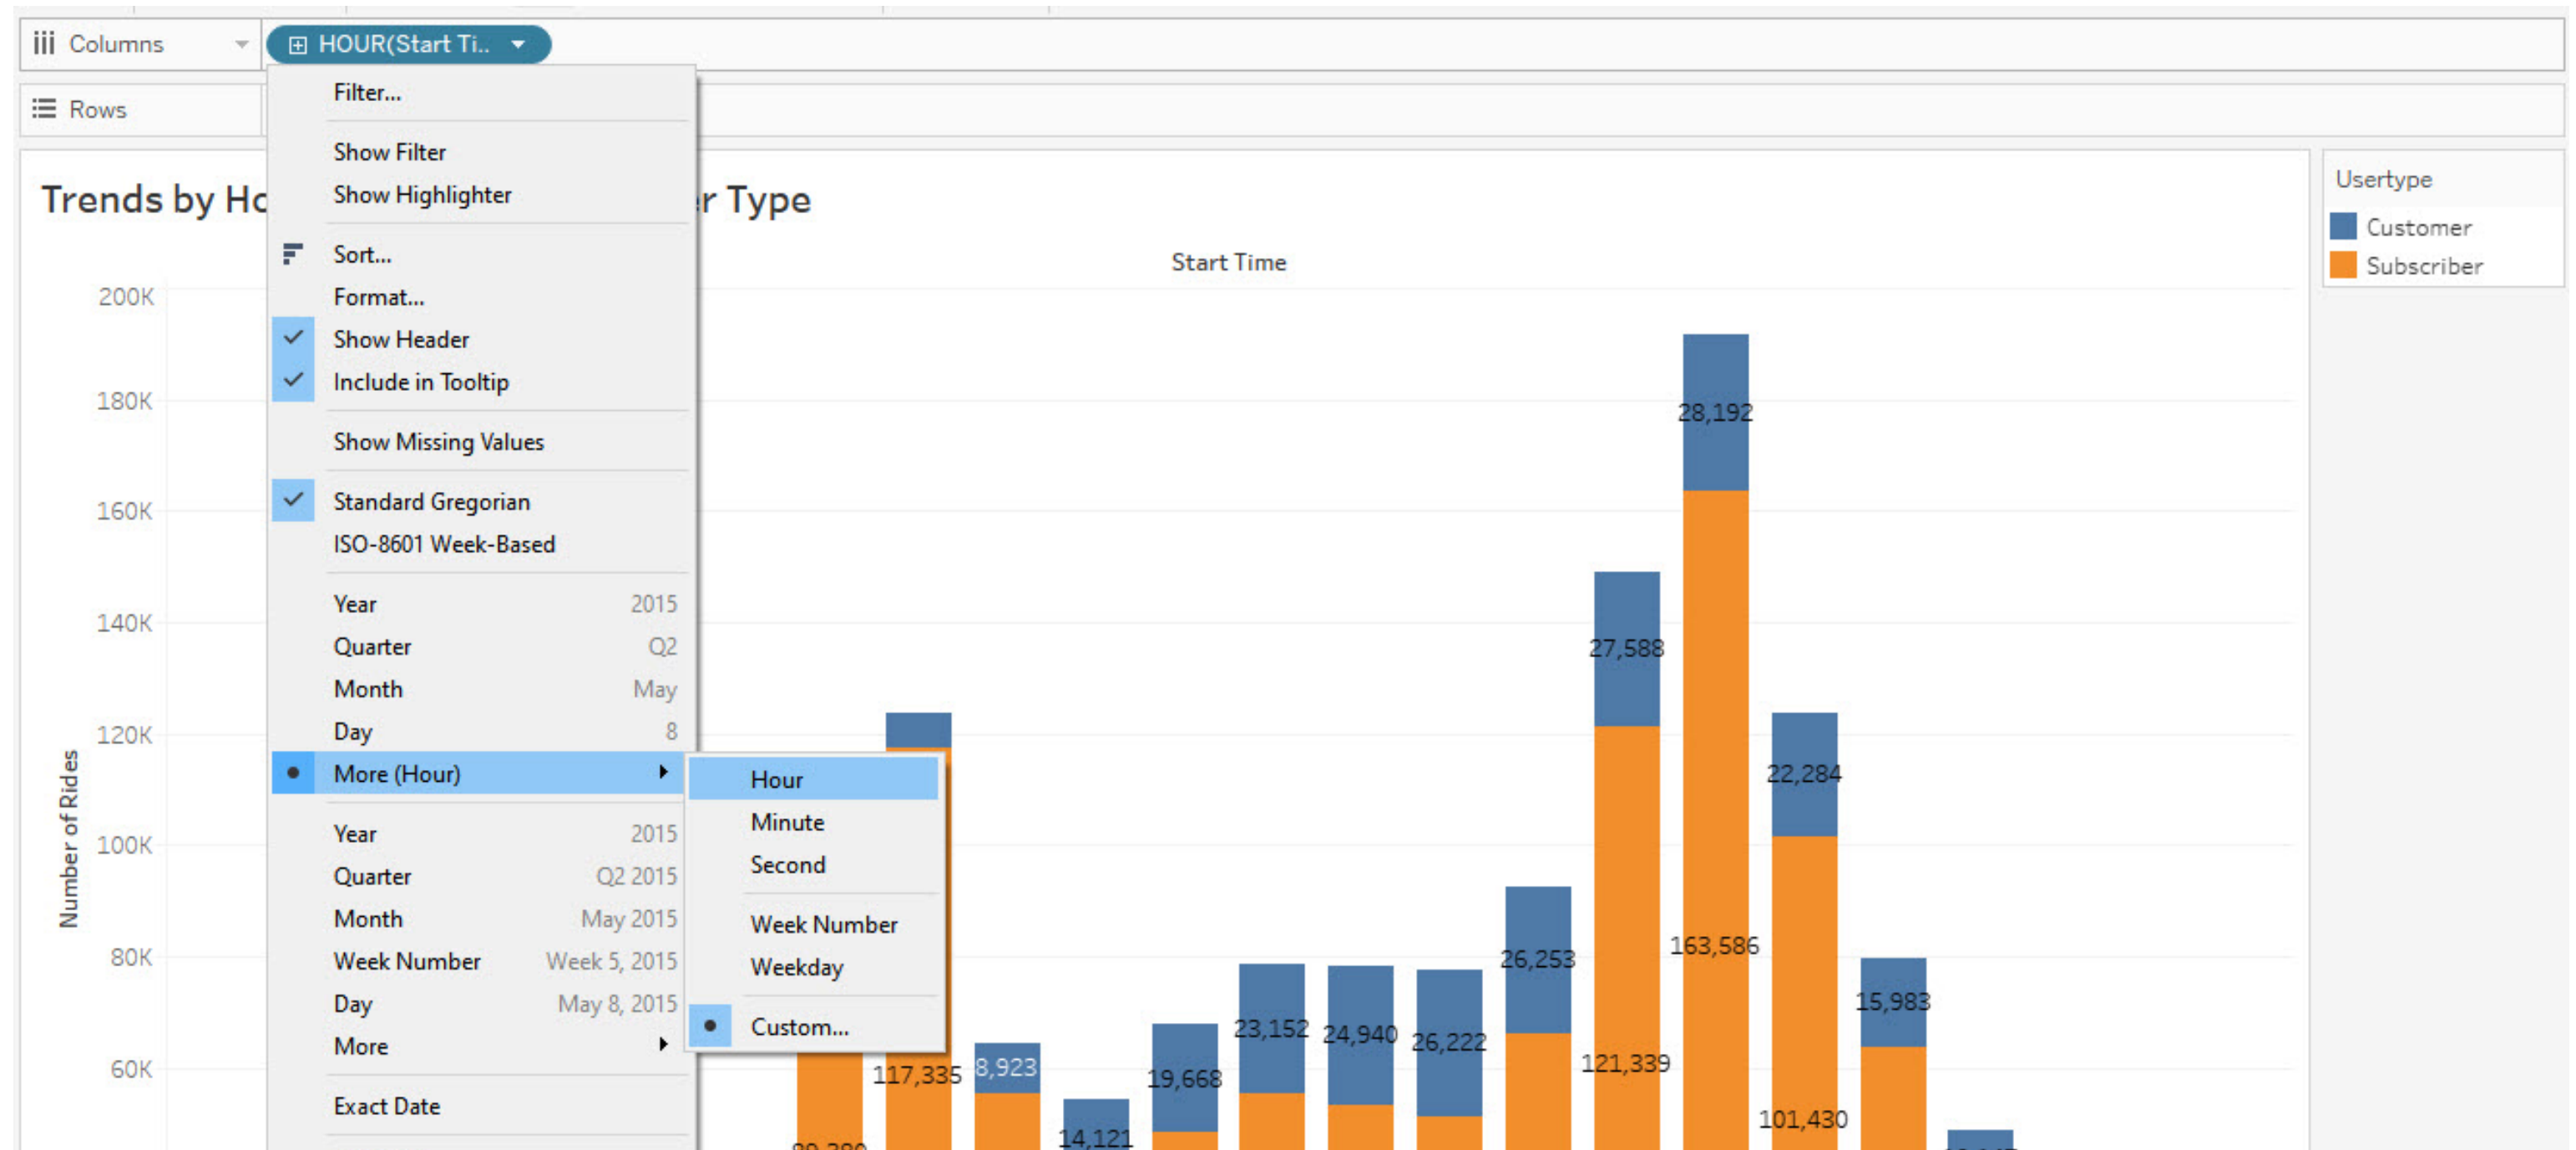 Columns
HOUR(Start Ti..
Rows
Filter...
Show Filter
Show Highlighter
Sort...
Format...
Show Header
Include in Tooltip
Show Missing Values
Standard Gregorian
ISO-8601 Week-Based
Year 2015
Quarter Q2
Month May
Day 8
More (Hour)
Year 2015
Quarter Q2 2015
Month May 2015
Week Number Week 5, 2015
Day May 8, 2015
More
Exact Date
Hour
Minute
Second
Week Number
Weekday
Custom...
Trends by Ho
r Type
Start Time
Number of Rides
200K
180K
160K
140K
120K
100K
80K
60K
117,335
8,923
14,121
19,668
23,152
24,940
26,222
26,253
27,588
121,339
28,192
163,586
22,284
101,430
15,983
Usertype
Customer
Subscriber